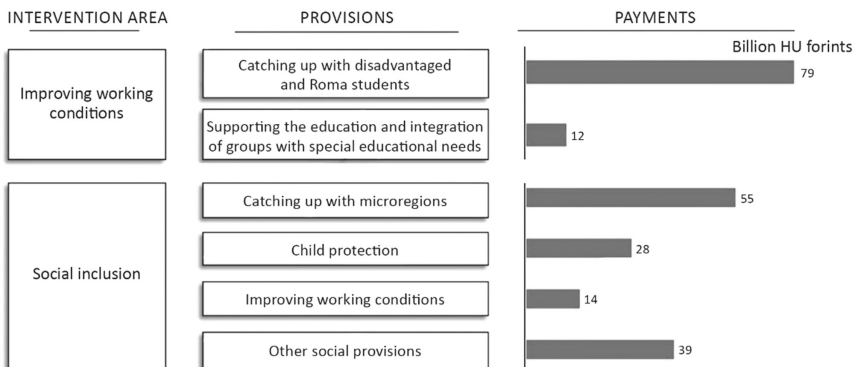 INTERVENTION AREA
PROVISIONS
PAYMENTS
Billion HU forints
Improving working
conditions
Catching up with disadvantaged
and Roma students
79
Supporting the education and integration
of groups with special educational needs
12
Social inclusion
Catching up with microregions
55
Child protection
28
Improving working conditions
14
Other social provisions
39